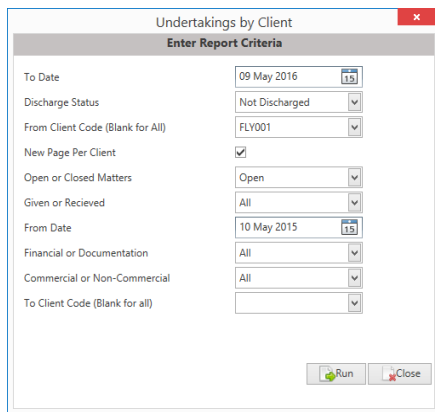 Undertakings by Client
x
Enter Report Criteria
To Date 09 May 2016 15
Discharge Status Not Discharged
From Client Code (Blank for All) FLY001
New Page Per Client
Open or Closed Matters Open
Given or Recieved All
From Date 10 May 2015 15
Financial or Documentation All
Commercial or Non-Commercial All
To Client Code (Blank for all)
Run Close